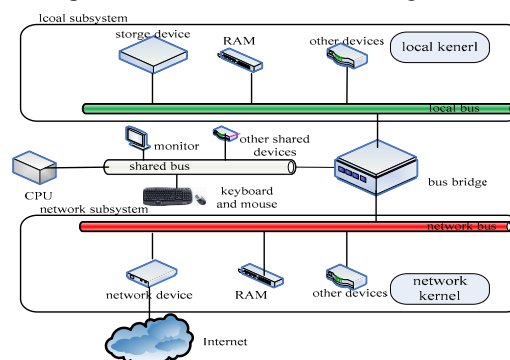 lcoal subsystem
storge device
RAM
other devices
local kenerl
local bus
monitor
other shared
devices
shared bus
CPU
keyboard
and mouse
bus bridge
network subsystem
network bus
network device
RAM
other devices
network
kernel
Internet